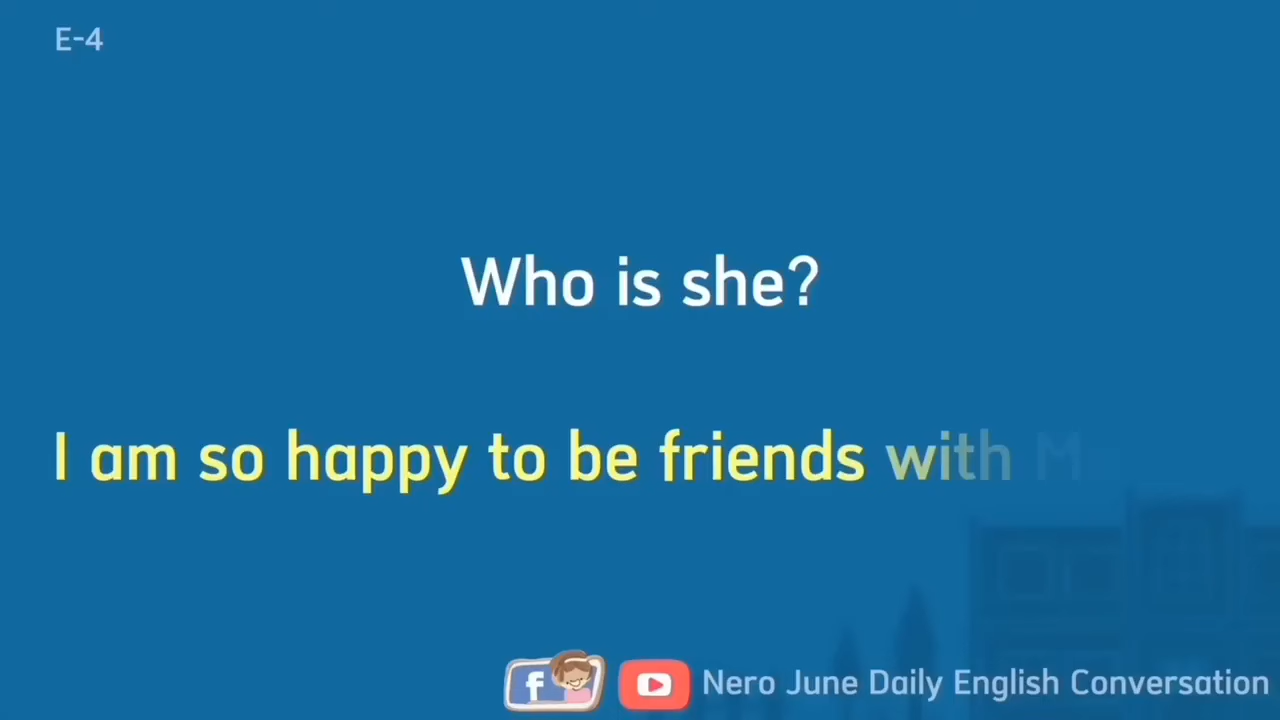 E-4
Who is she?
I am so happy to be friends with M
f
Nero June Daily English Conversation